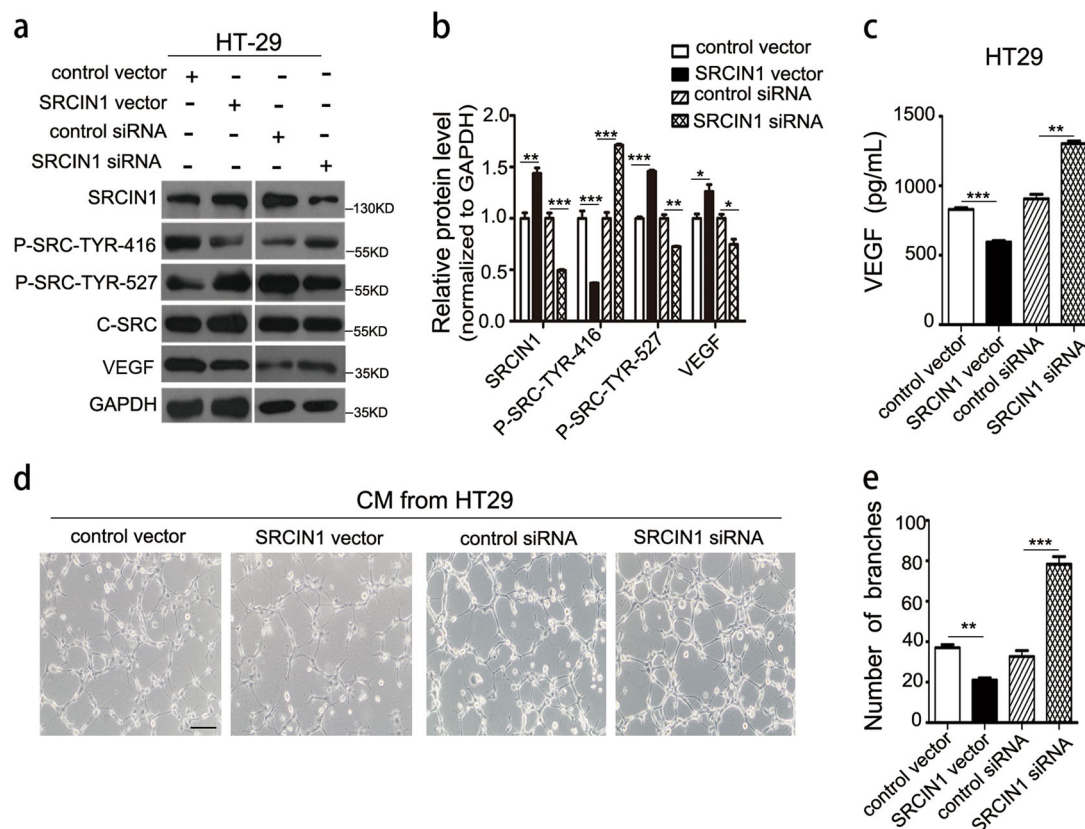 a
HT-29
control vector + - - -
SRCIN1 vector - + - -
control siRNA - - + -
SRCIN1 siRNA - - - +
SRCIN1
–130KD
P-SRC-TYR-416
–55KD
P-SRC-TYR-527
–55KD
C-SRC
–55KD
VEGF
–35KD
GAPDH
–35KD
b
control vector
SRCIN1 vector
control siRNA
SRCIN1 siRNA
Relative protein level
(normalized to GAPDH)
2.0
1.5
1.0
0.5
0.0
** *** *** *** *** ** * *
SRCIN1
P-SRC-TYR-416
P-SRC-TYR-527
VEGF
c
HT29
VEGF (pg/mL)
1500
1200
900
600
300
0
*** **
control vector
SRCIN1 vector
control siRNA
SRCIN1 siRNA
d
CM from HT29
control vector SRCIN1 vector control siRNA SRCIN1 siRNA
e
Number of branches
100
80
60
40
20
0
** ***
control vector
SRCIN1 vector
control siRNA
SRCIN1 siRNA